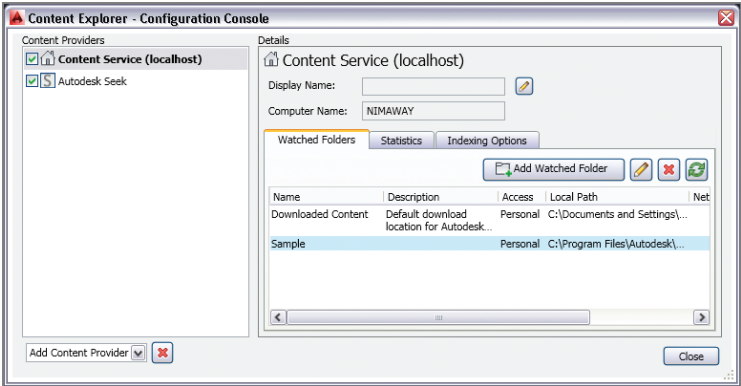 Content Explorer - Configuration Console
Content Providers
Content Service (localhost)
Autodesk Seek
Add Content Provider
Details
Content Service (localhost)
Display Name:
Computer Name: NIMAWAY
Watched Folders Statistics Indexing Options
Add Watched Folder
Name Description Access Local Path Net
Downloaded Content Default download Personal C:\Documents and Settings\...
location for Autodesk...
Sample Personal C:\Program Files\Autodesk\...
Close